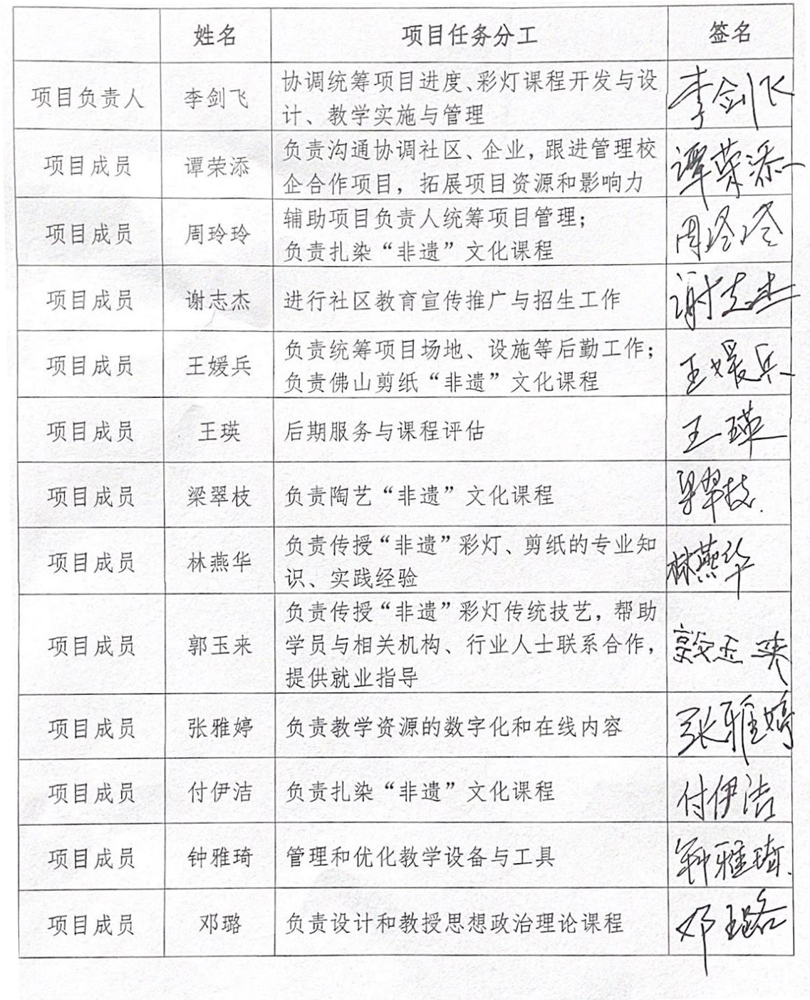 姓名 项目任务分工 签名
项目负责人 李剑飞 协调统筹项目进度、彩灯课程开发与设 李剑飞
计、教学实施与管理
项目成员 谭荣添 负责沟通协调社区、企业，跟进管理校 谭荣添
企合作项目，拓展项目资源和影响力
项目成员 周玲玲 辅助项目负责人统筹项目管理； 周玲玲
负责扎染“非遗”文化课程
项目成员 谢志杰 进行社区教育宣传推广与招生工作 谢志杰
项目成员 王媛兵 负责统筹项目场地、设施等后勤工作； 王媛兵
负责佛山剪纸“非遗”文化课程
项目成员 王瑛 后期服务与课程评估 王瑛
项目成员 梁翠枝 负责陶艺“非遗”文化课程 梁翠枝
项目成员 林燕华 负责传授“非遗”彩灯、剪纸的专业知 林燕华
识、实践经验
项目成员 郭玉来 负责传授“非遗”彩灯传统技艺，帮助 郭玉来
学员与相关机构、行业人士联系合作，
提供就业指导
项目成员 张雅婷 负责教学资源的数字化和在线内容 张雅婷
项目成员 付伊洁 负责扎染“非遗”文化课程 付伊洁
项目成员 钟雅琦 管理和优化教学设备与工具 钟雅琦
项目成员 邓璐 负责设计和教授思想政治理论课程 邓璐